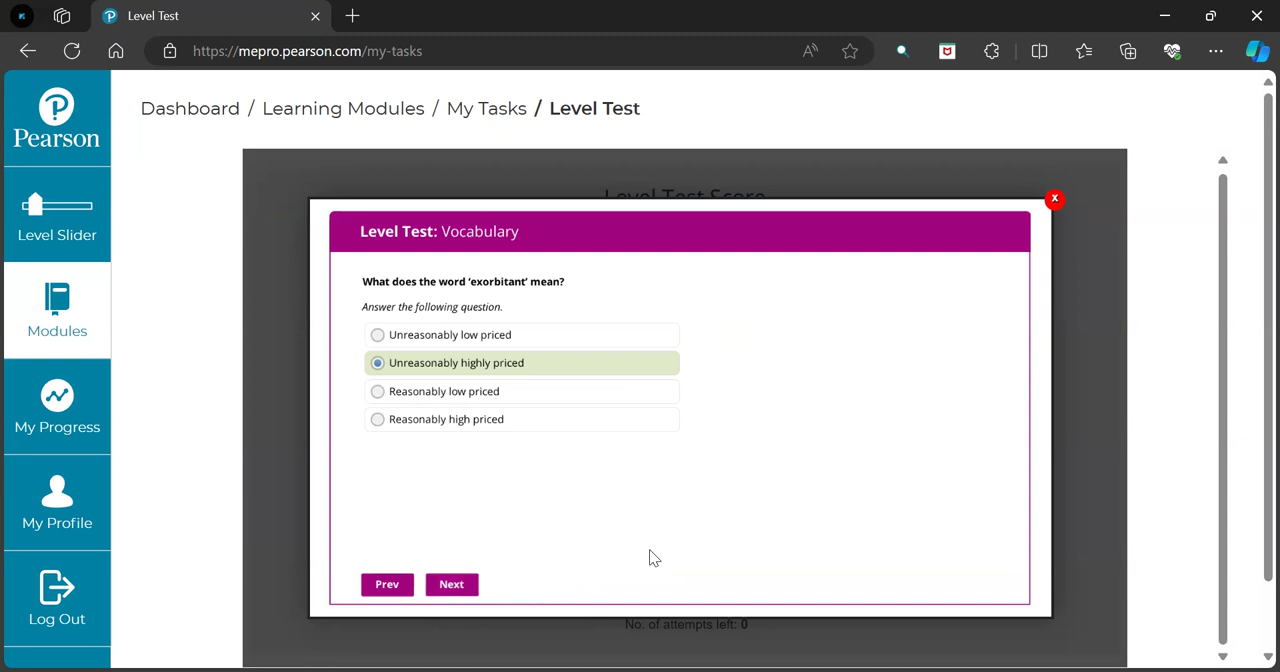 Level Test
https://mepro.pearson.com/my-tasks
Pearson
Dashboard / Learning Modules / My Tasks / Level Test
Level Slider
Modules
My Progress
My Profile
Log Out
Level Test Score
x
Level Test: Vocabulary
What does the word ‘exorbitant’ mean?
Answer the following question.
Unreasonably low priced
Unreasonably highly priced
Reasonably low priced
Reasonably high priced
Prev Next
No. of attempts left: 0